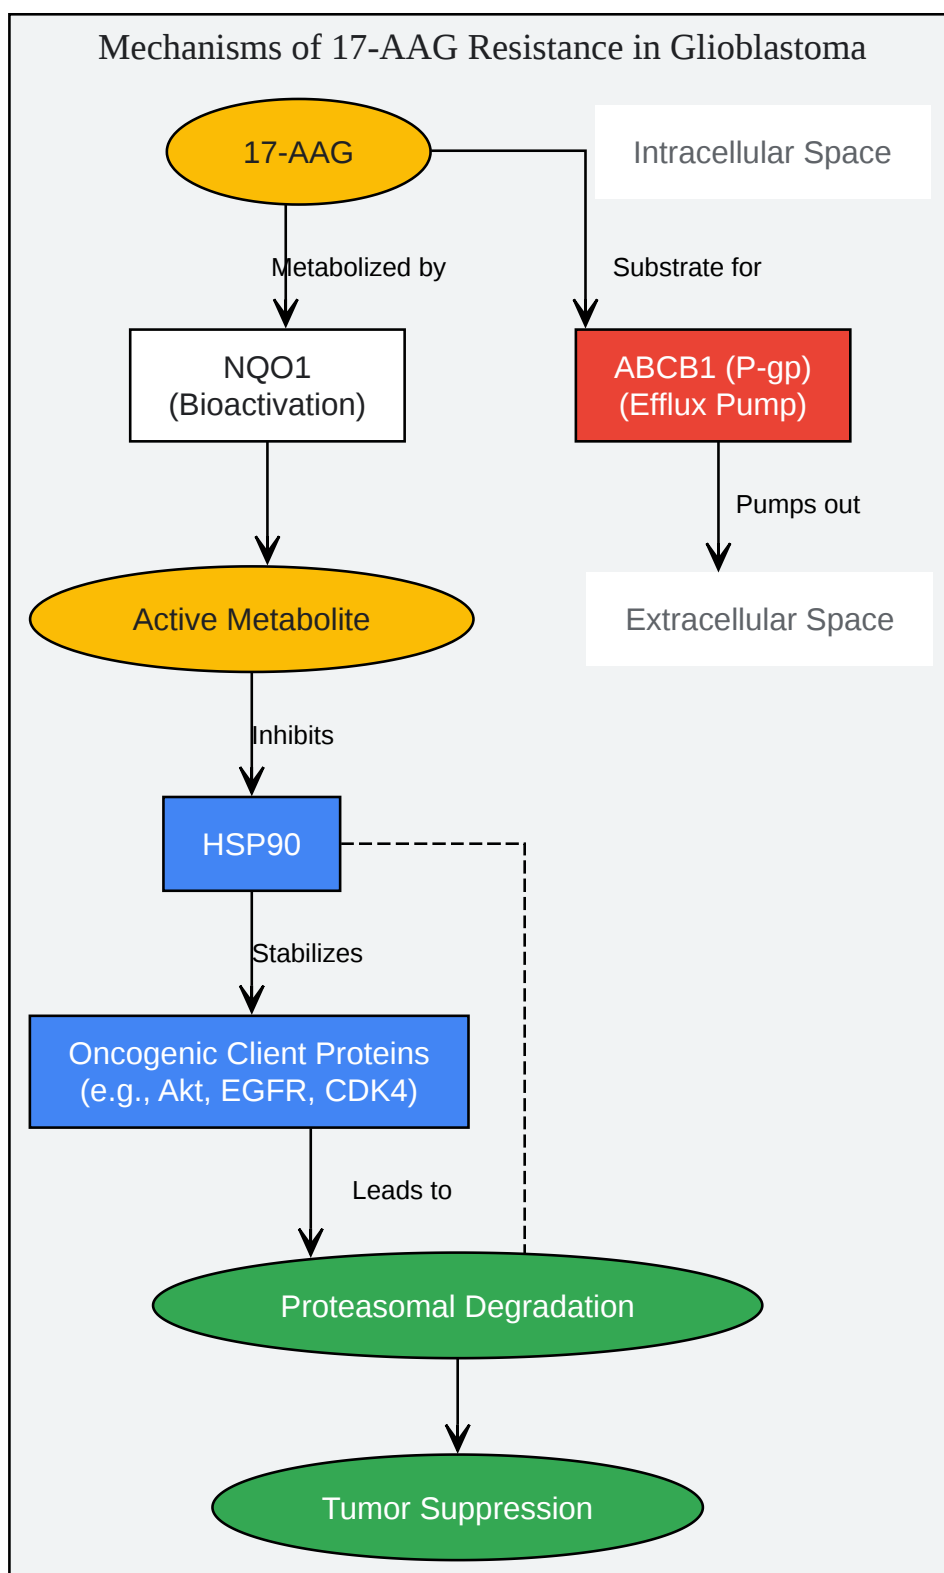 Mechanisms of 17-AAG Resistance in Glioblastoma
17-AAG
Intracellular Space
Metabolized by
Substrate for
NQO1
(Bioactivation)
ABCB1 (P-gp)
(Efflux Pump)
Pumps out
Active Metabolite
Extracellular Space
Inhibits
HSP90
Stabilizes
Oncogenic Client Proteins
(e.g., Akt, EGFR, CDK4)
Leads to
Proteasomal Degradation
Tumor Suppression